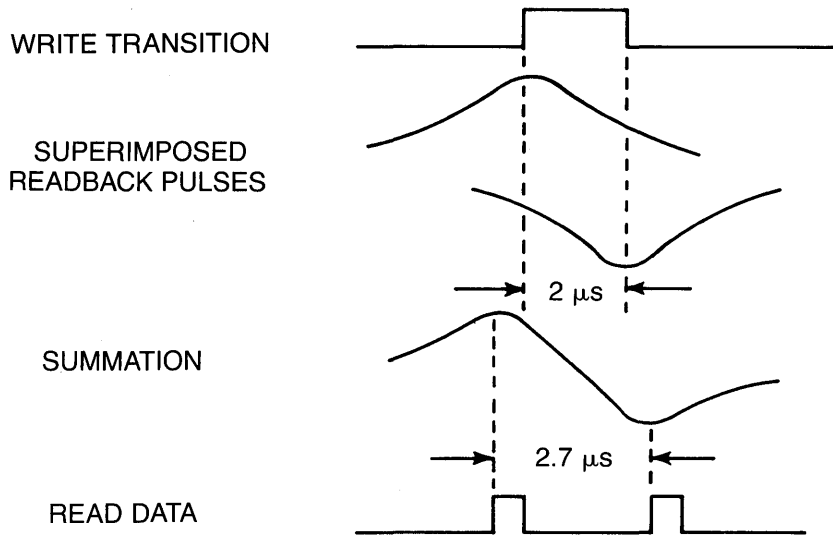 WRITE TRANSITION
SUPERIMPOSED
READBACK PULSES
2 μs
SUMMATION
2.7 μs
READ DATA